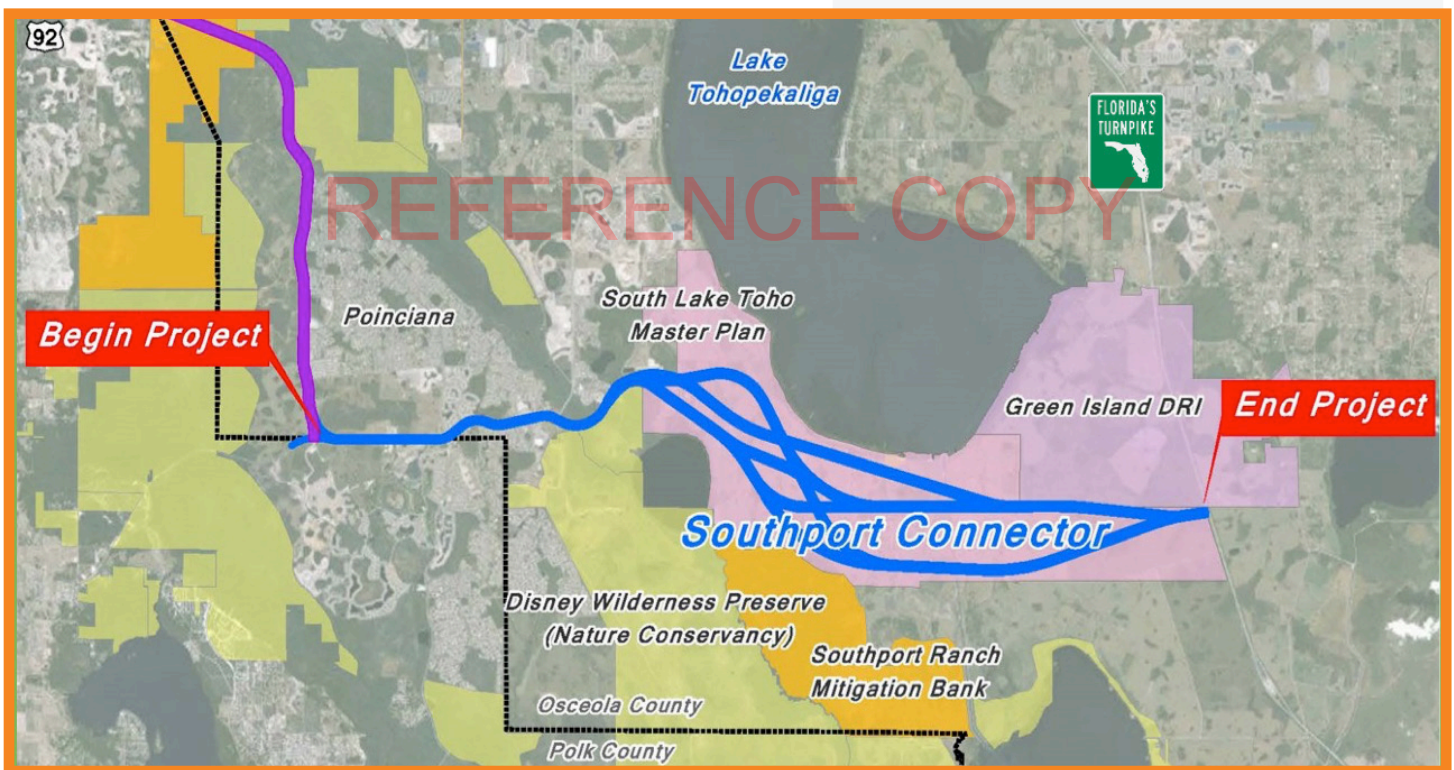 92
Lake
Tohopekaliga
FLORIDA'S
TURNPIKE
REFERENCE COPY
South Lake Toho
Master Plan
Poinciana
Begin Project
Green Island DRI
End Project
Southport Connector
Disney Wilderness Preserve
(Nature Conservancy)
Southport Ranch
Mitigation Bank
Osceola County
Polk County